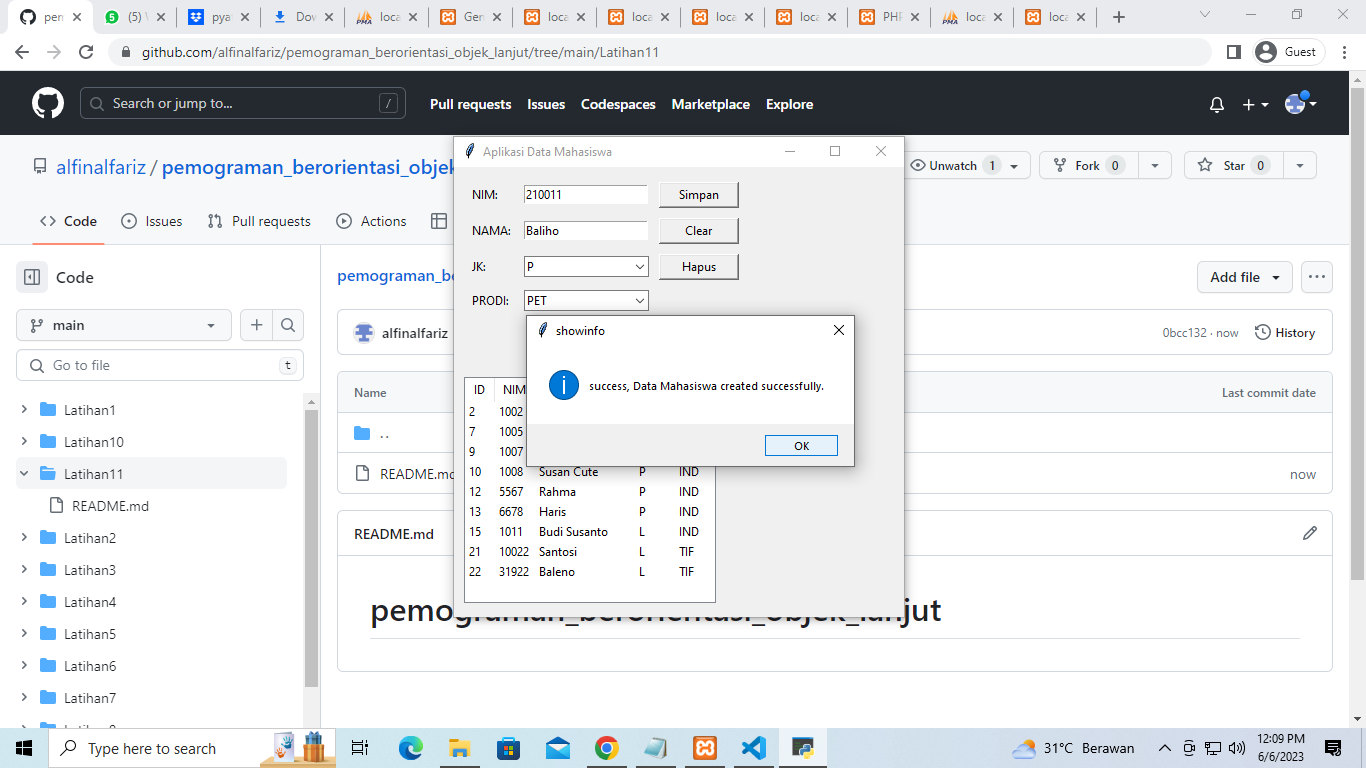 pem
(5) W
pya
Dow
loca
Gen
loca
loca
loca
loca
PHP
loca
loca
github.com/alfinalfariz/pemograman_berorientasi_objek_lanjut/tree/main/Latihan11
Guest
Search or jump to...
/
Pull requests
Issues
Codespaces
Marketplace
Explore
alfinalfariz / pemograman_berorientasi_objek
Unwatch 1
Fork 0
Star 0
Code
Issues
Pull requests
Actions
Code
main
Go to file
t
Latihan1
Latihan10
Latihan11
README.md
Latihan2
Latihan3
Latihan4
Latihan5
Latihan6
Latihan7
pemograman_be
Add file
alfinalfariz
0bcc132 · now
History
Name
Last commit date
..
README.md
now
README.md
pemograman_berorientasi_objek_lanjut
Aplikasi Data Mahasiswa
NIM: 210011 Simpan
NAMA: Baliho Clear
JK: P Hapus
PRODI: PET
showinfo
success, Data Mahasiswa created successfully.
OK
ID NIM
2 1002
7 1005
9 1007
10 1008 Susan Cute P IND
12 5567 Rahma P IND
13 6678 Haris P IND
15 1011 Budi Susanto L IND
21 10022 Santosi L TIF
22 31922 Baleno L TIF
Type here to search
31°C Berawan
12:09 PM
6/6/2023